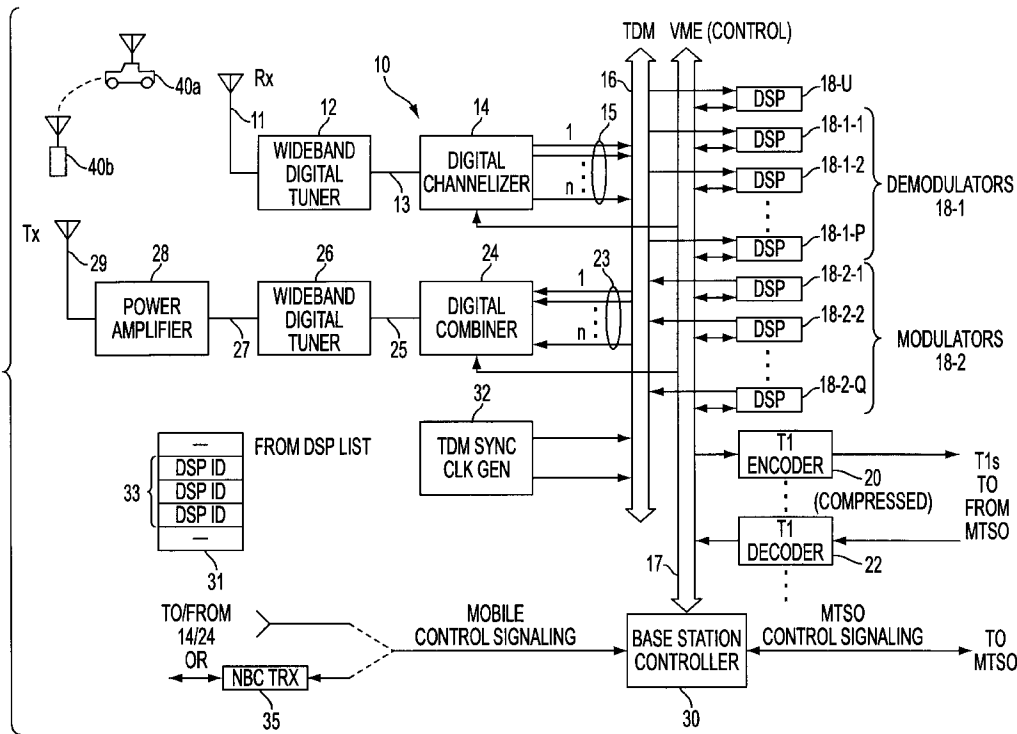 TDM VME (CONTROL)
40a
Rx
10
16
18-U
DSP
11
12
14
1
15
18-1-1
DSP
40b
WIDEBAND
DIGITAL
TUNER
DIGITAL
CHANNELIZER
18-1-2
DSP
DEMODULATORS
18-1
13
n
18-1-P
DSP
Tx
29
28
26
24
1
23
18-2-1
DSP
POWER
AMPLIFIER
WIDEBAND
DIGITAL
TUNER
DIGITAL
COMBINER
18-2-2
DSP
MODULATORS
18-2
27
25
n
18-2-Q
DSP
32
TDM SYNC
CLK GEN
FROM DSP LIST
—
DSP ID
33
DSP ID
DSP ID
—
31
T1
ENCODER
20
(COMPRESSED)
T1s
TO
FROM
MTSO
T1
DECODER
22
17
TO/FROM
14/24
OR
NBC TRX
35
MOBILE
CONTROL SIGNALING
BASE STATION
CONTROLLER
30
MTSO
CONTROL SIGNALING
TO
MTSO